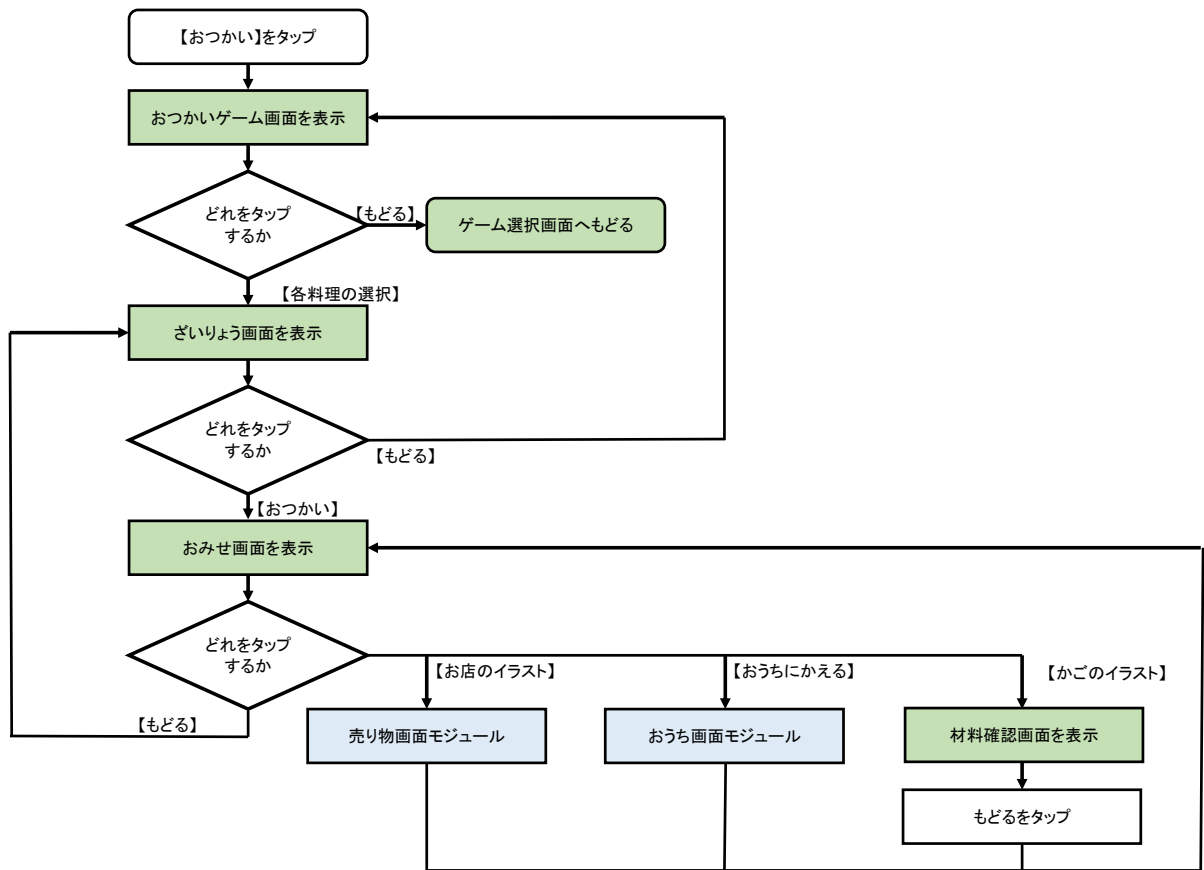 【おつかい】をタップ
おつかいゲーム画面を表示
どれをタップ
するか
【もどる】
ゲーム選択画面へもどる
【各料理の選択】
ざいりょう画面を表示
どれをタップ
するか
【もどる】
【おつかい】
おみせ画面を表示
どれをタップ
するか
【お店のイラスト】
【おうちにかえる】
【かごのイラスト】
【もどる】
売り物画面モジュール
おうち画面モジュール
材料確認画面を表示
もどるをタップ